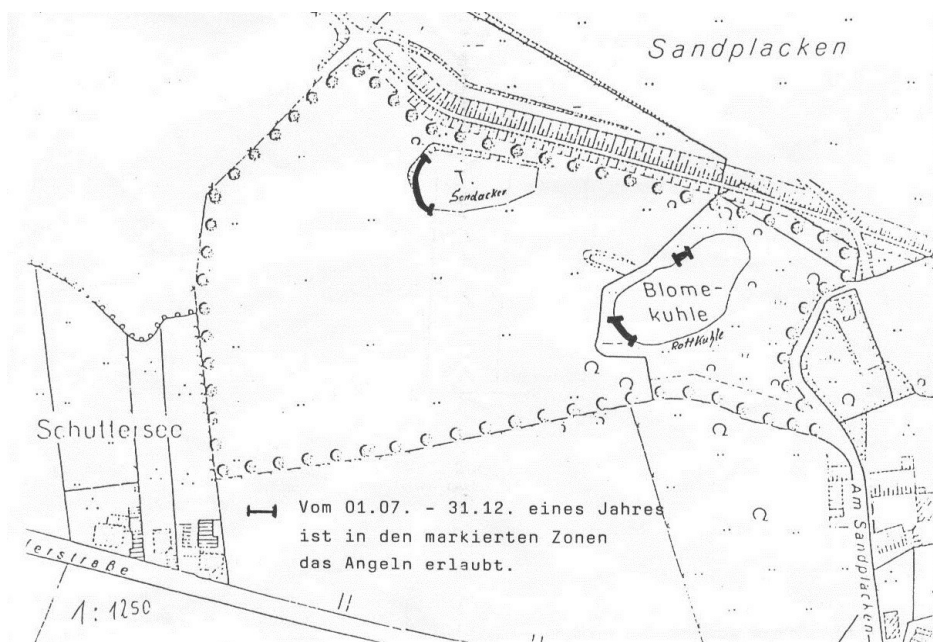 Sandplacken
Sandacker
Blome-
kuhle
Rottkuhle
Schuttersee
Vom 01.07. - 31.12. eines Jahres
ist in den markierten Zonen
das Angeln erlaubt.
terstraße
Am Sandplacken
1:1250